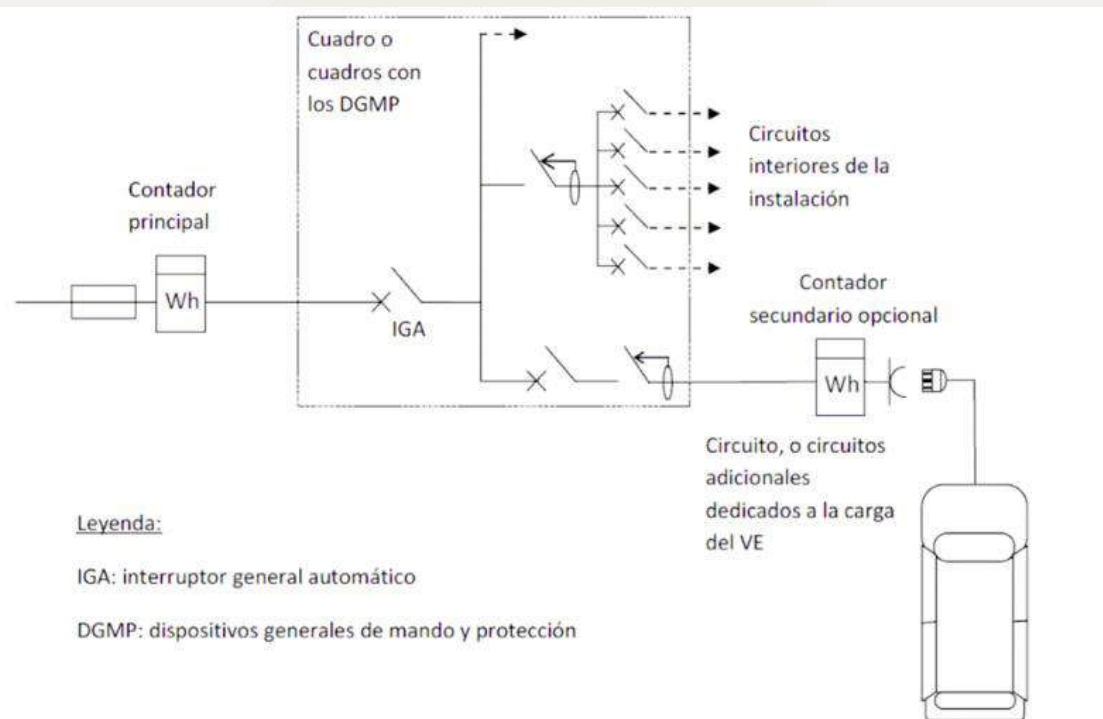 Cuadro o
cuadros con
los DGMP
Circuitos
interiores de la
instalación
Contador
principal
Wh
IGA
Contador
secundario opcional
Wh
Circuito, o circuitos
adicionales
dedicados a la carga
del VE
Leyenda:
IGA: interruptor general automático
DGMP: dispositivos generales de mando y protección